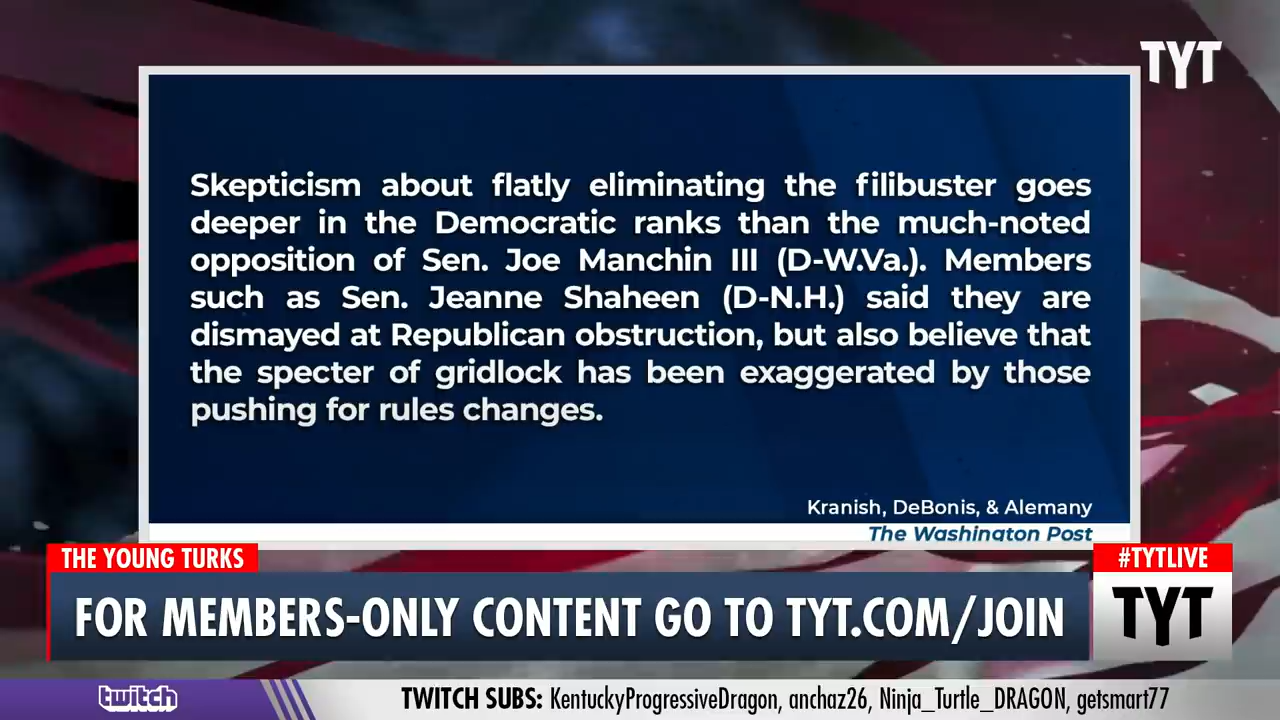 TYT
Skepticism about flatly eliminating the filibuster goes
deeper in the Democratic ranks than the much-noted
opposition of Sen. Joe Manchin III (D-W.Va.). Members
such as Sen. Jeanne Shaheen (D-N.H.) said they are
dismayed at Republican obstruction, but also believe that
the specter of gridlock has been exaggerated by those
pushing for rules changes.
Kranish, DeBonis, & Alemany
The Washington Post
THE YOUNG TURKS
#TYTLIVE
FOR MEMBERS-ONLY CONTENT GO TO TYT.COM/JOIN
TYT
twitch
TWITCH SUBS: KentuckyProgressiveDragon, anchaz26, Ninja_Turtle_DRAGON, getsmart77